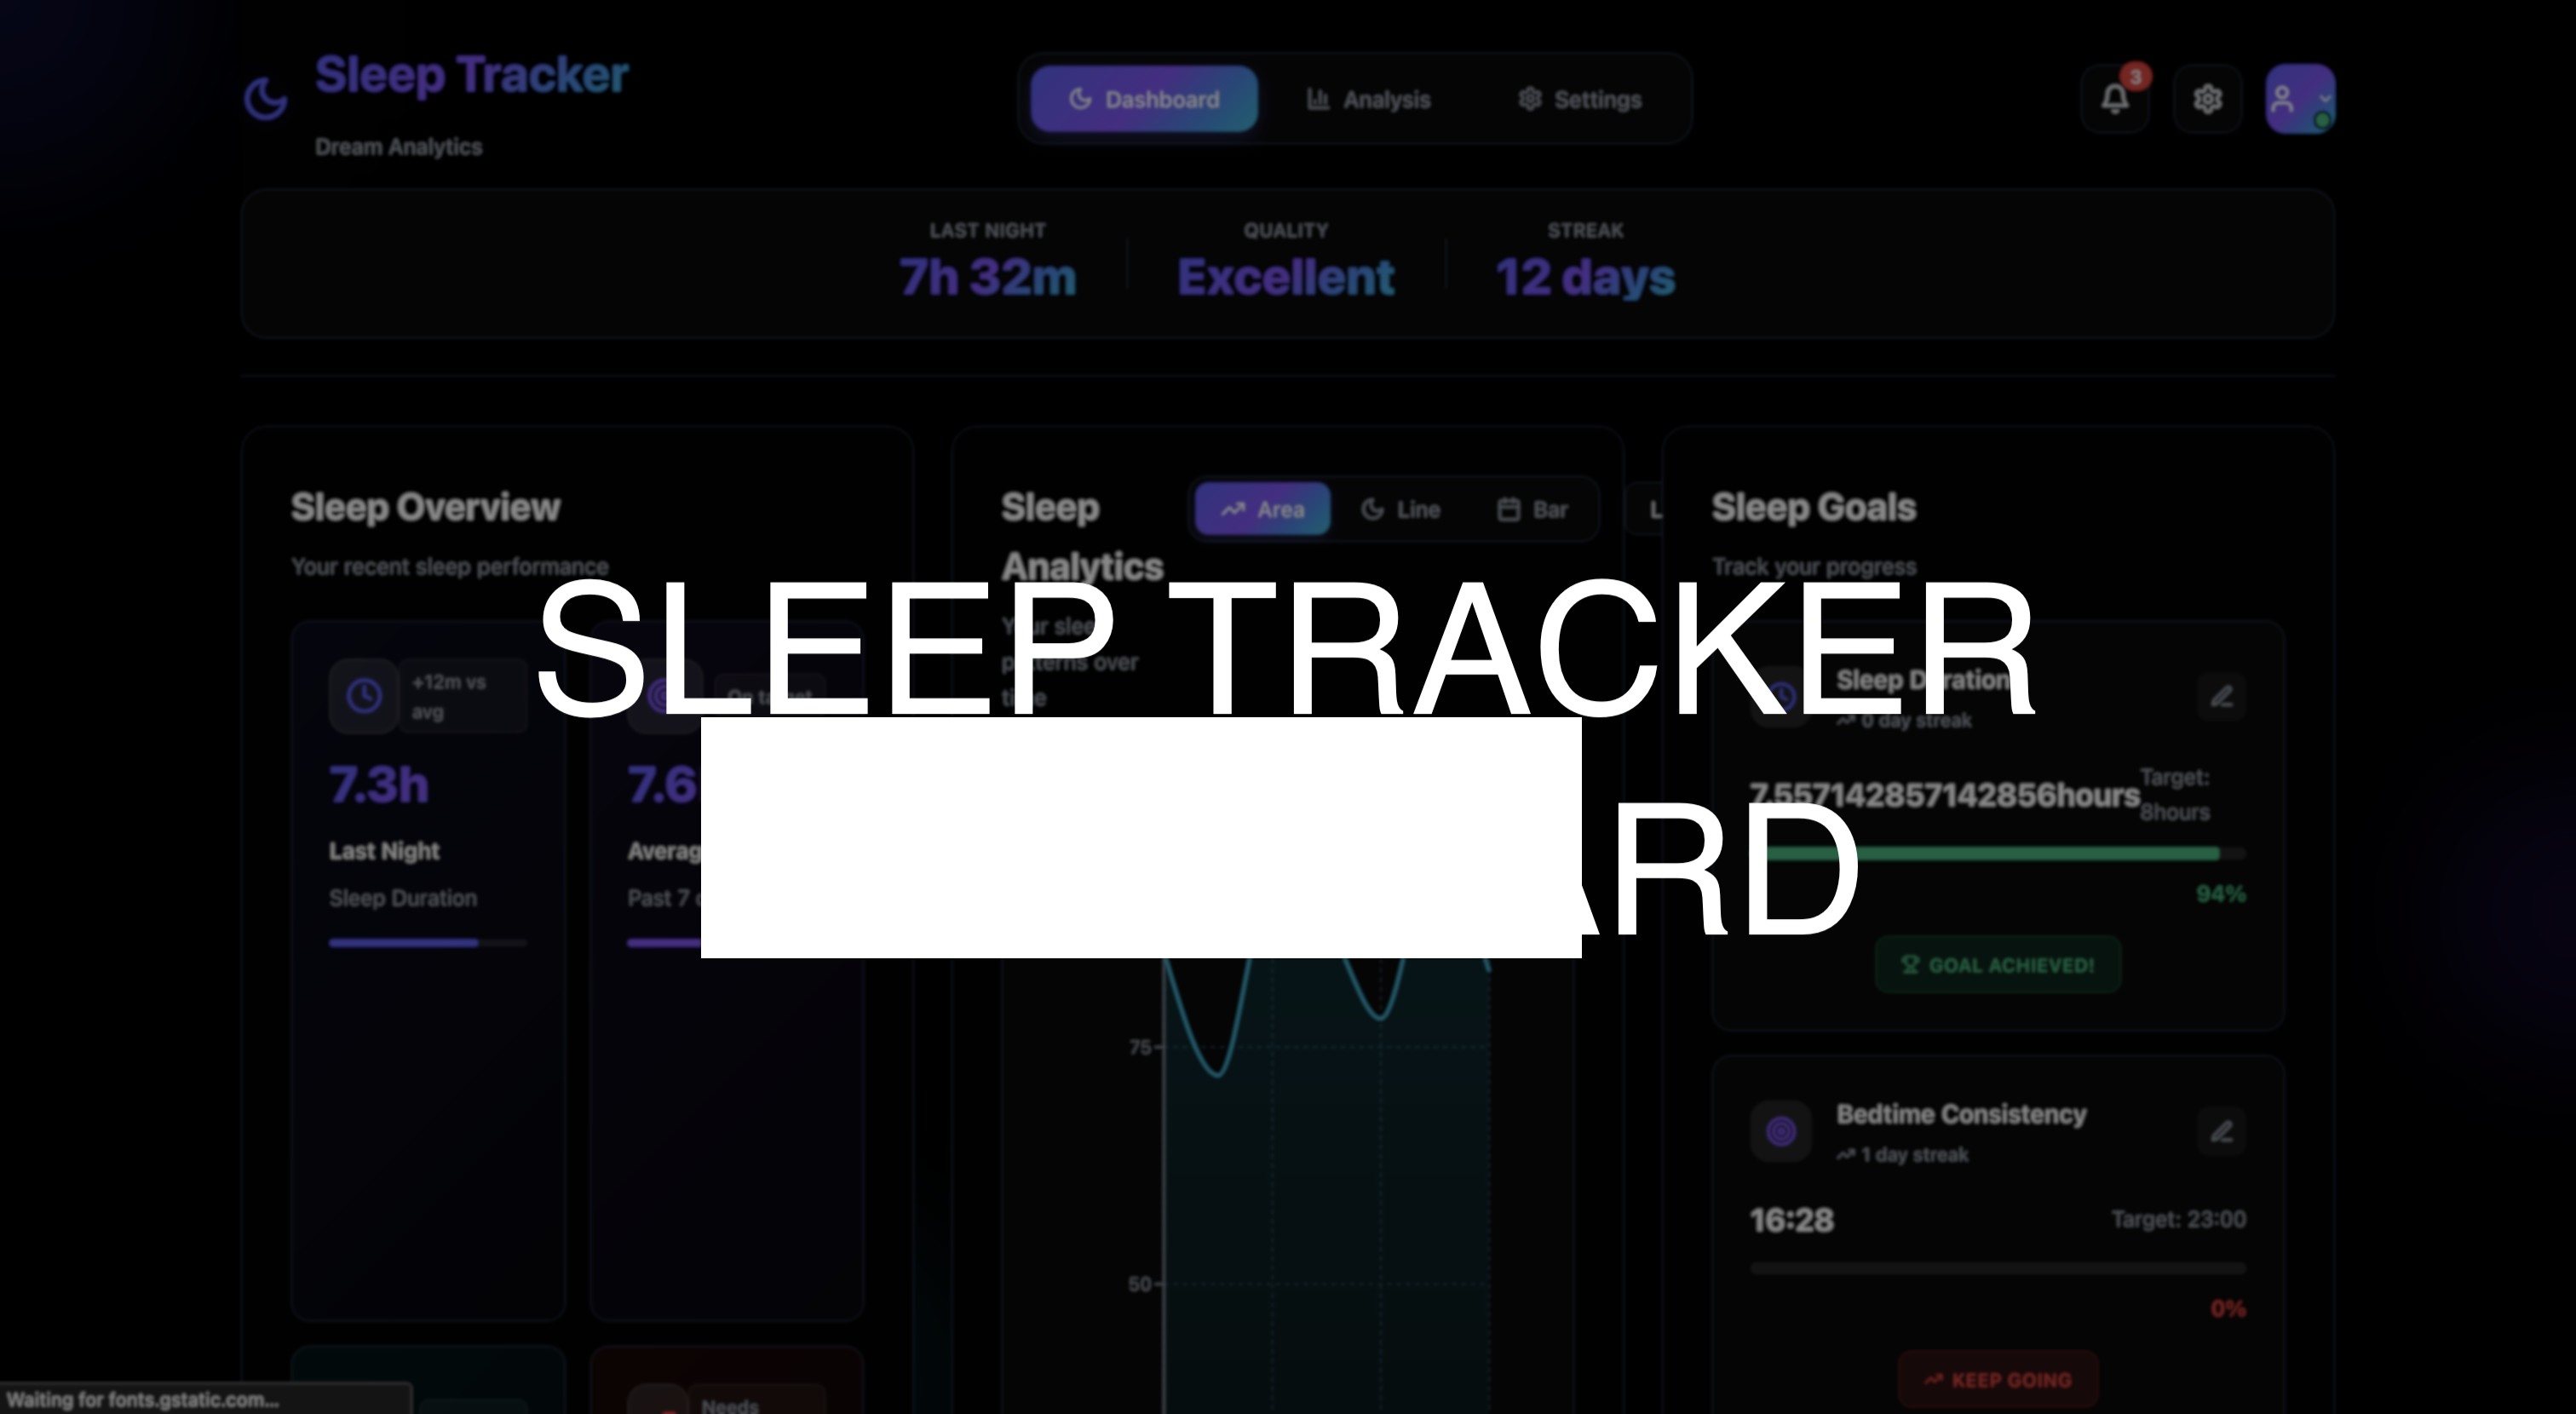 Sleep Tracker
Dream Analytics
Dashboard
Analysis
Settings
3
LAST NIGHT
7h 32m
QUALITY
Excellent
STREAK
12 days
Sleep Overview
Your recent sleep performance
+12m vs
avg
7.3h
Last Night
Sleep Duration
On target
7.6
Past 7
Needs
Sleep
Analytics
Area
Line
Bar
L
Your sleep
patterns over
time
75
50
Sleep Goals
Track your progress
Sleep Duration
0 day streak
7.557142857142856hours
Target:
8hours
94%
GOAL ACHIEVED!
Bedtime Consistency
1 day streak
16:28
Target: 23:00
0%
KEEP GOING
SLEEP TRACKER
ARD
Waiting for fonts.gstatic.com...